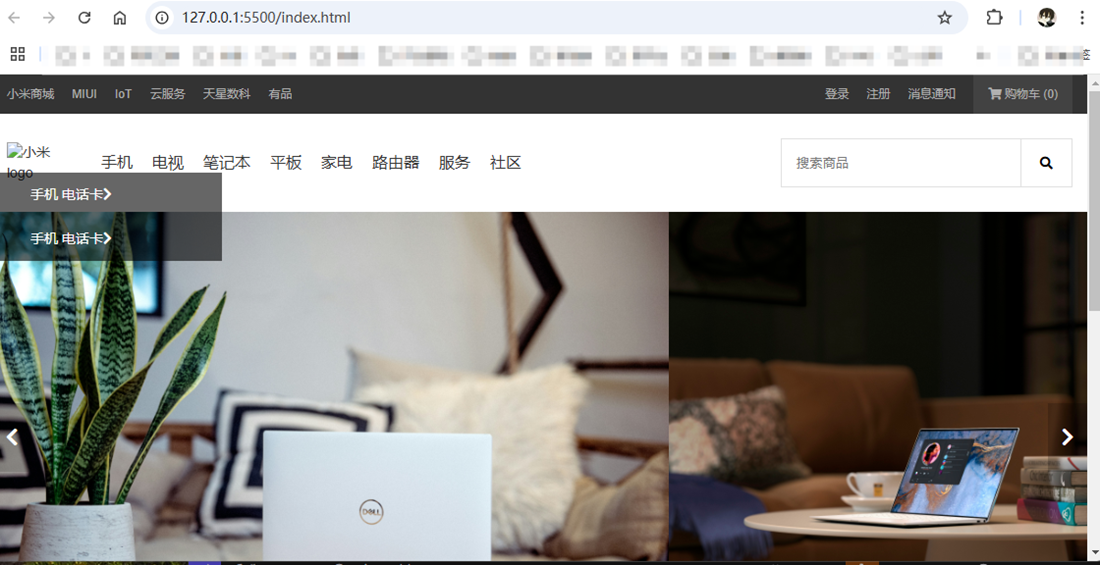 127.0.0.1:5500/index.html
小米商城 MIUI IoT 云服务 天星数科 有品 登录 注册 消息通知 购物车 (0)
小米
logo
手机 电视 笔记本 平板 家电 路由器 服务 社区 搜索商品
手机 电话卡
手机 电话卡
DELL